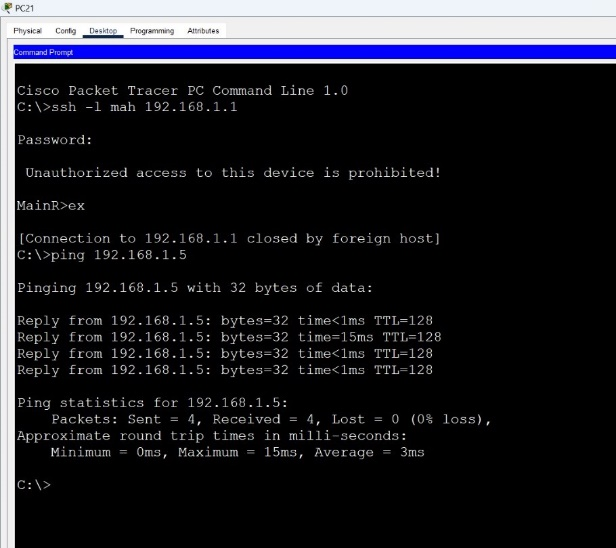 PC21
Physical Config Desktop Programming Attributes
Command Prompt
Cisco Packet Tracer PC Command Line 1.0
C:\>ssh -l mah 192.168.1.1
Password:
Unauthorized access to this device is prohibited!
MainR>ex
[Connection to 192.168.1.1 closed by foreign host]
C:\>ping 192.168.1.5
Pinging 192.168.1.5 with 32 bytes of data:
Reply from 192.168.1.5: bytes=32 time<1ms TTL=128
Reply from 192.168.1.5: bytes=32 time=15ms TTL=128
Reply from 192.168.1.5: bytes=32 time<1ms TTL=128
Reply from 192.168.1.5: bytes=32 time<1ms TTL=128
Ping statistics for 192.168.1.5:
Packets: Sent = 4, Received = 4, Lost = 0 (0% loss),
Approximate round trip times in milli-seconds:
Minimum = 0ms, Maximum = 15ms, Average = 3ms
C:\>